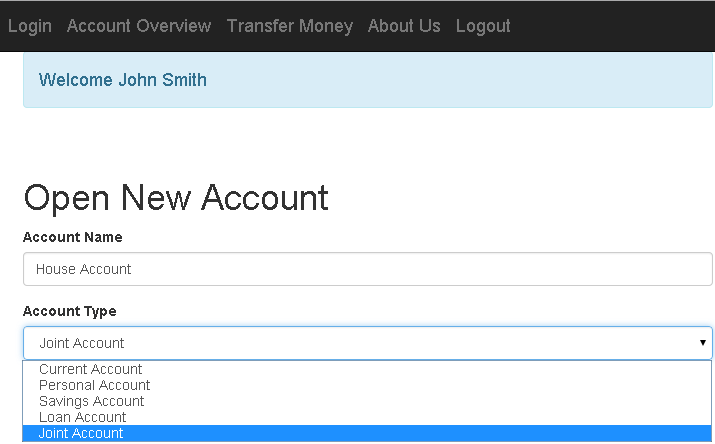 Login Account Overview Transfer Money About Us Logout
Welcome John Smith
Open New Account
Account Name
House Account
Account Type
Joint Account
Current Account
Personal Account
Savings Account
Loan Account
Joint Account